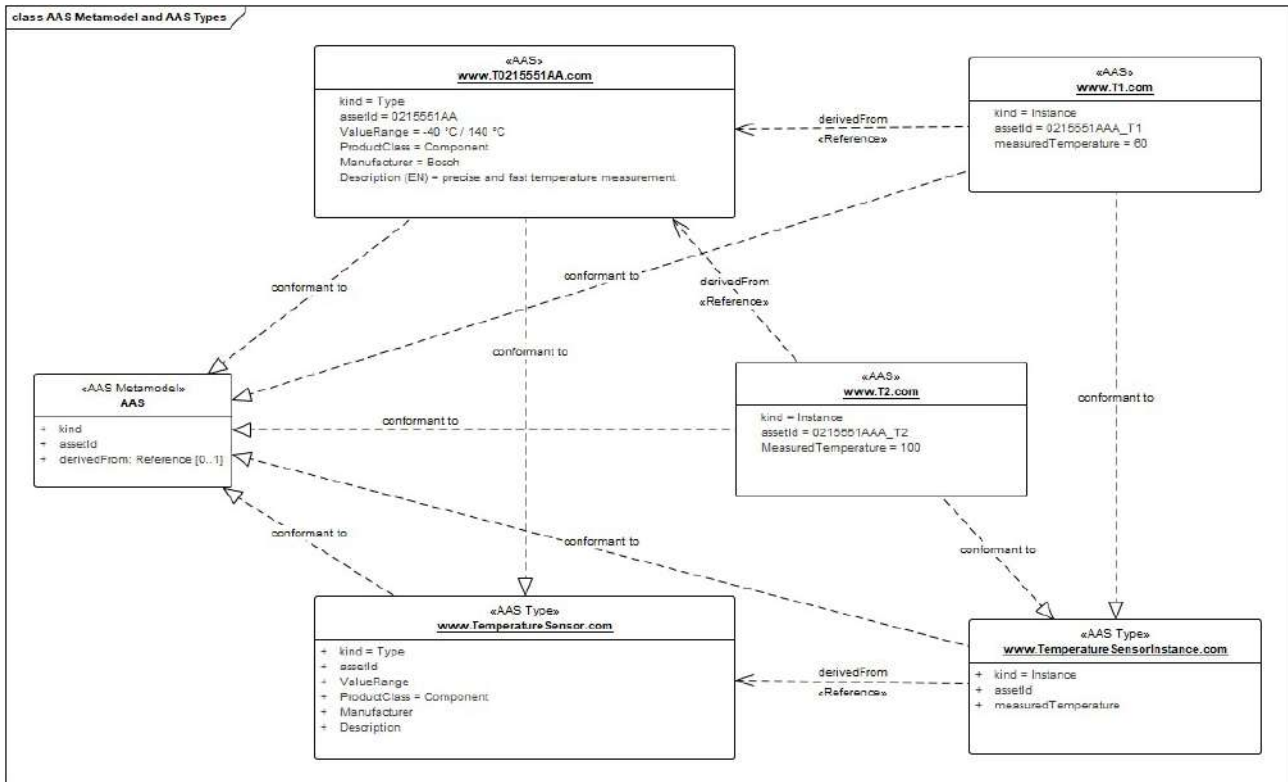 class AAS Metamodel and AAS Types
«AAS»
www.T0215551AA.com
kind = Type
assetId = 0215551AA
ValueRange = -40 °C / 140 °C
ProductClass = Component
Manufacturer = Bosch
Description (EN) = precise and fast temperature measurement
derivedFrom
«Reference»
«AAS»
www.T1.com
kind = Instance
assetId = 0215551AAA_T1
measuredTemperature = 60
conformant to
conformant to
derivedFrom
«Reference»
conformant to
conformant to
«AAS Metamodel»
AAS
+ kind
+ assetId
+ derivedFrom: Reference [0..1]
conformant to
«AAS»
www.T2.com
kind = Instance
assetId = 0215551AAA_T2
MeasuredTemperature = 100
conformant to
conformant to
conformant to
«AAS Type»
www.TemperatureSensor.com
+ kind = Type
+ assetId
+ ValueRange
+ ProductClass = Component
+ Manufacturer
+ Description
derivedFrom
«Reference»
«AAS Type»
www.TemperatureSensorInstance.com
+ kind = Instance
+ assetId
+ measuredTemperature